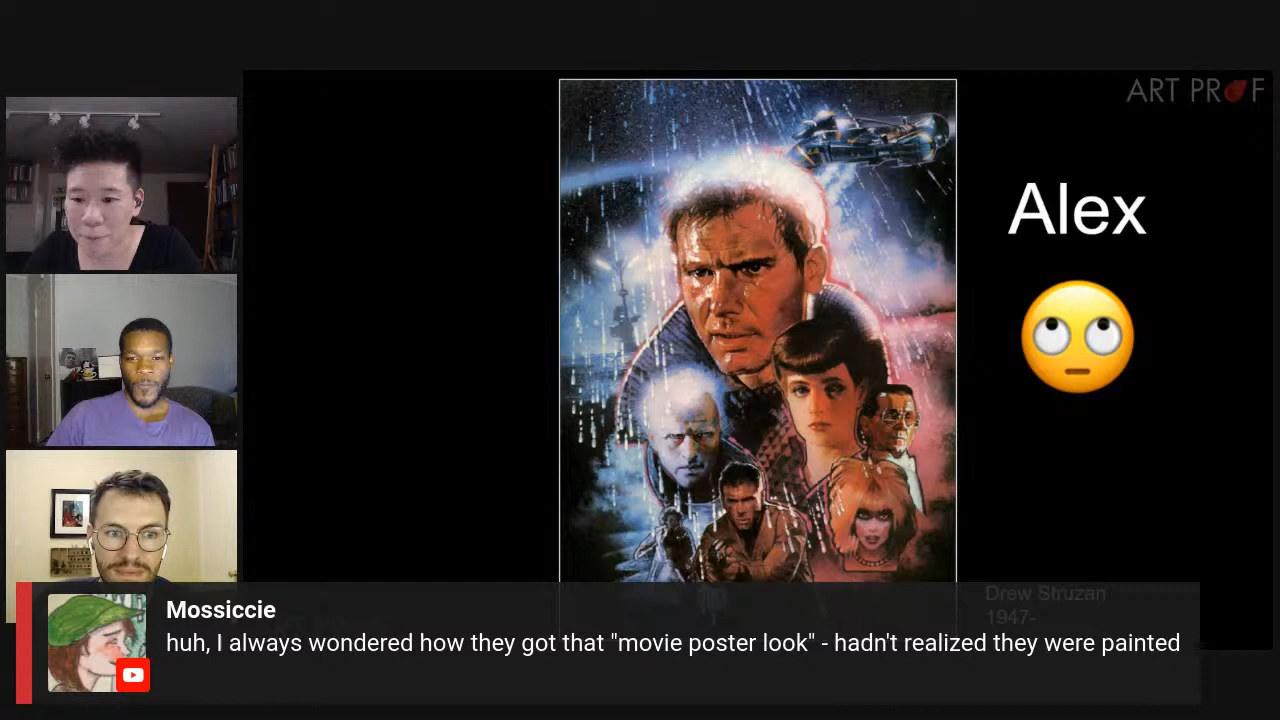 ART PROF
Alex
Drew Struzan
1947-
Mossiccie
huh, I always wondered how they got that "movie poster look" - hadn't realized they were painted